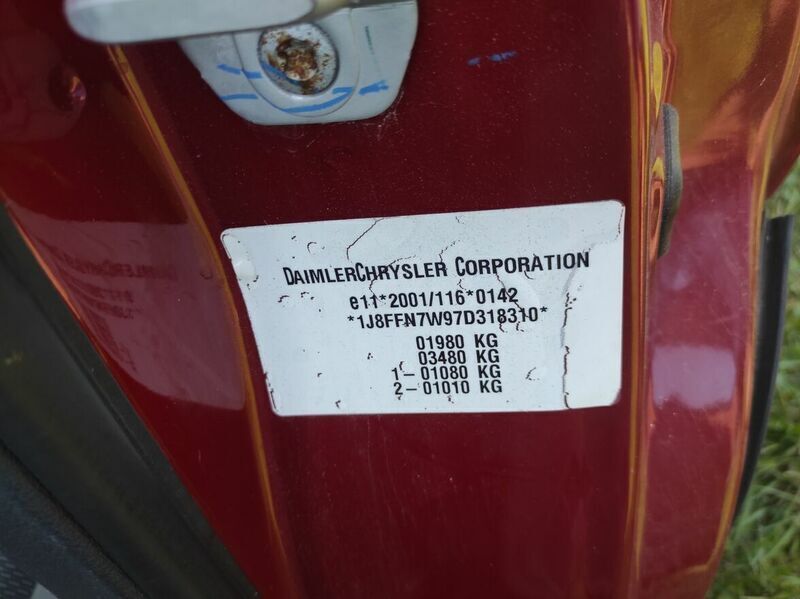 DAIMLERCHRYSLER CORPORATION
e11*2001/116*0142
*1J8FFN7W97D318310*
01980 KG
03480 KG
1-01080 KG
2-01010 KG